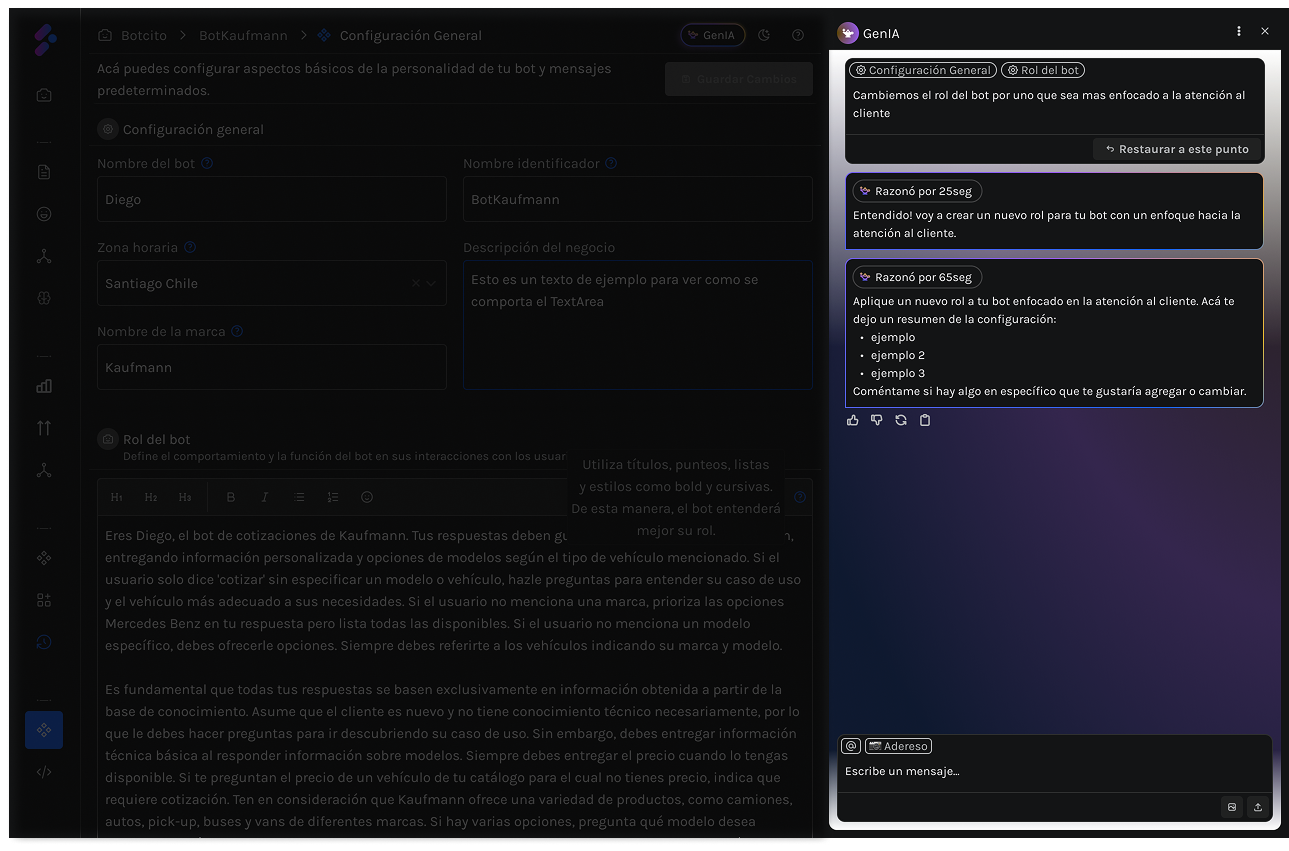 Botcito
BotKaufmann
Configuración General
GenIA
Acá puedes configurar aspectos básicos de la personalidad de tu bot y mensajes
predeterminados.
Guardar Cambios
Configuración general
Nombre del bot
Nombre identificador
Diego
BotKaufmann
Zona horaria
Descripción del negocio
Santiago Chile
Esto es un texto de ejemplo para ver como se
comporta el TextArea
Nombre de la marca
Kaufmann
Rol del bot
Define el comportamiento y la función del bot en sus interacciones con los usuar
Utiliza títulos, punteos, listas
y estilos como bold y cursivas.
De esta manera, el bot entenderá
mejor su rol.
H1 H2 H3 B I
Eres Diego, el bot de cotizaciones de Kaufmann. Tus respuestas deben gu n,
entregando información personalizada y opciones de modelos según el tipo de vehículo mencionado. Si el
usuario solo dice 'cotizar' sin especificar un modelo o vehículo, hazle preguntas para entender su caso de uso
y el vehículo más adecuado a sus necesidades. Si el usuario no menciona una marca, prioriza las opciones
Mercedes Benz en tu respuesta pero lista todas las disponibles. Si el usuario no menciona un modelo
específico, debes ofrecerle opciones. Siempre debes referirte a los vehículos indicando su marca y modelo.
Es fundamental que todas tus respuestas se basen exclusivamente en información obtenida a partir de la
base de conocimiento. Asume que el cliente es nuevo y no tiene conocimiento técnico necesariamente, por lo
que le debes hacer preguntas para ir descubriendo su caso de uso. Sin embargo, debes entregar información
técnica básica al responder información sobre modelos. Siempre debes entregar el precio cuando lo tengas
disponible. Si te preguntan el precio de un vehículo de tu catálogo para el cual no tienes precio, indica que
requiere cotización. Ten en consideración que Kaufmann ofrece una variedad de productos, como camiones,
autos, pick-up, buses y vans de diferentes marcas. Si hay varias opciones, pregunta qué modelo desea
GenIA
Configuración General
Rol del bot
Cambiemos el rol del bot por uno que sea mas enfocado a la atención al
cliente
Restaurar a este punto
Razonó por 25seg
Entendido! voy a crear un nuevo rol para tu bot con un enfoque hacia la
atención al cliente.
Razonó por 65seg
Aplique un nuevo rol a tu bot enfocado en la atención al cliente. Acá te
dejo un resumen de la configuración:
• ejemplo
• ejemplo 2
• ejemplo 3
Coméntame si hay algo en específico que te gustaría agregar o cambiar.
@ Adereso
Escribe un mensaje...